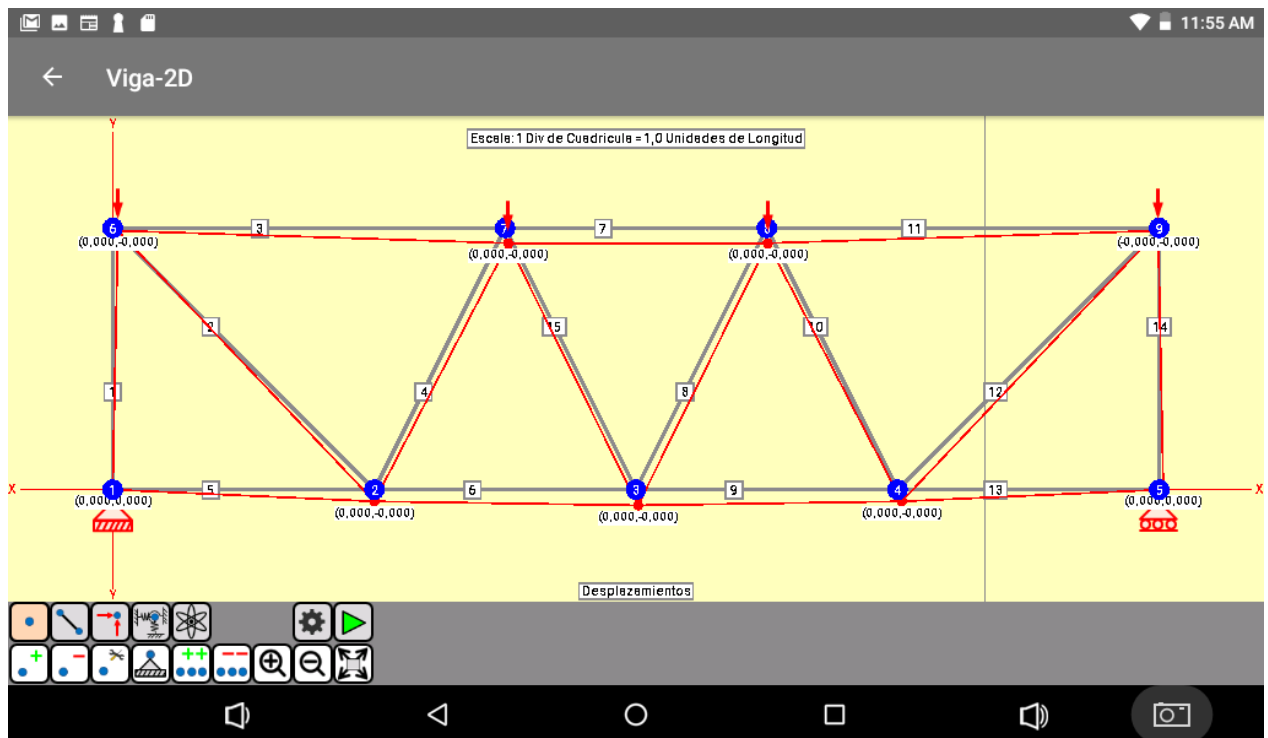 11:55 AM
Viga-2D
Y
Escala: 1 Div de Cuadricula = 1,0 Unidades de Longitud
6 3 7 7 8 11 9
(0,000,-0,000) (0,000,-0,000) (0,000,-0,000) (-0,000,-0,000)
2 15 10 14
1 4 8 12
X 1 5 2 6 3 9 4 13 5 X
(0,000,0,000) (0,000,-0,000) (0,000,-0,000) (0,000,-0,000) (0,000,0,000)
Y
Desplazamientos